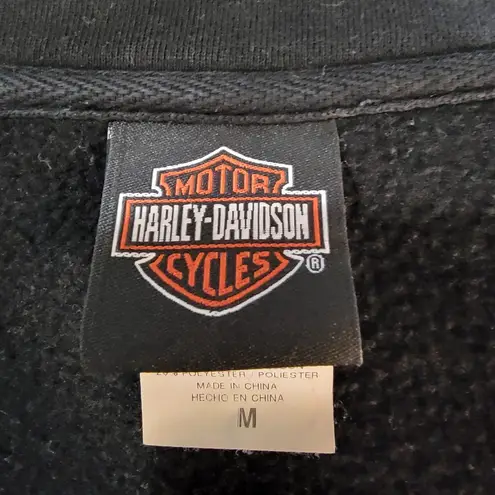 MOTOR
HARLEY-DAVIDSON
CYCLES
®
POLYESTER / POLIESTER
MADE IN CHINA
HECHO EN CHINA
M